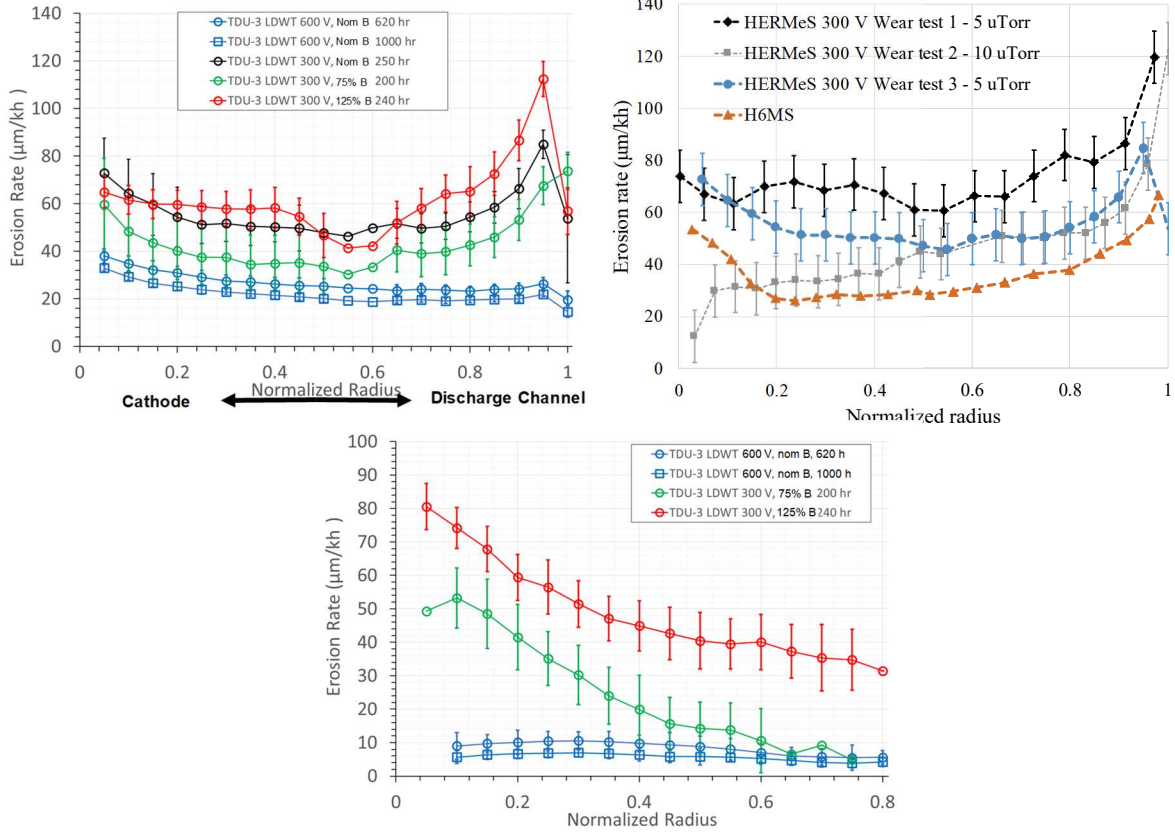 Erosion Rate (µm/kh )
140
120
100
80
60
40
20
0
TDU-3 LDWT 600 V, Nom B 620 hr
TDU-3 LDWT 600 V, Nom B 1000 hr
TDU-3 LDWT 300 V, Nom B 250 hr
TDU-3 LDWT 300 V, 75% B 200 hr
TDU-3 LDWT 300 V, 125% B 240 hr
0 0.2 0.4 0.6 0.8 1
Normalized Radius
Cathode Discharge Channel
Erosion rate (µm/kh)
140
120
100
80
60
40
20
0
HERMeS 300 V Wear test 1 - 5 uTorr
HERMeS 300 V Wear test 2 - 10 uTorr
HERMeS 300 V Wear test 3 - 5 uTorr
H6MS
0 0.2 0.4 0.6 0.8 1
Normalized radius
Erosion Rate (µm/kh )
100
90
80
70
60
50
40
30
20
10
0
TDU-3 LDWT 600 V, nom B, 620 h
TDU-3 LDWT 600 V, nom B, 1000 h
TDU-3 LDWT 300 V, 75% B 200 hr
TDU-3 LDWT 300 V, 125% B 240 hr
0 0.2 0.4 0.6 0.8
Normalized Radius